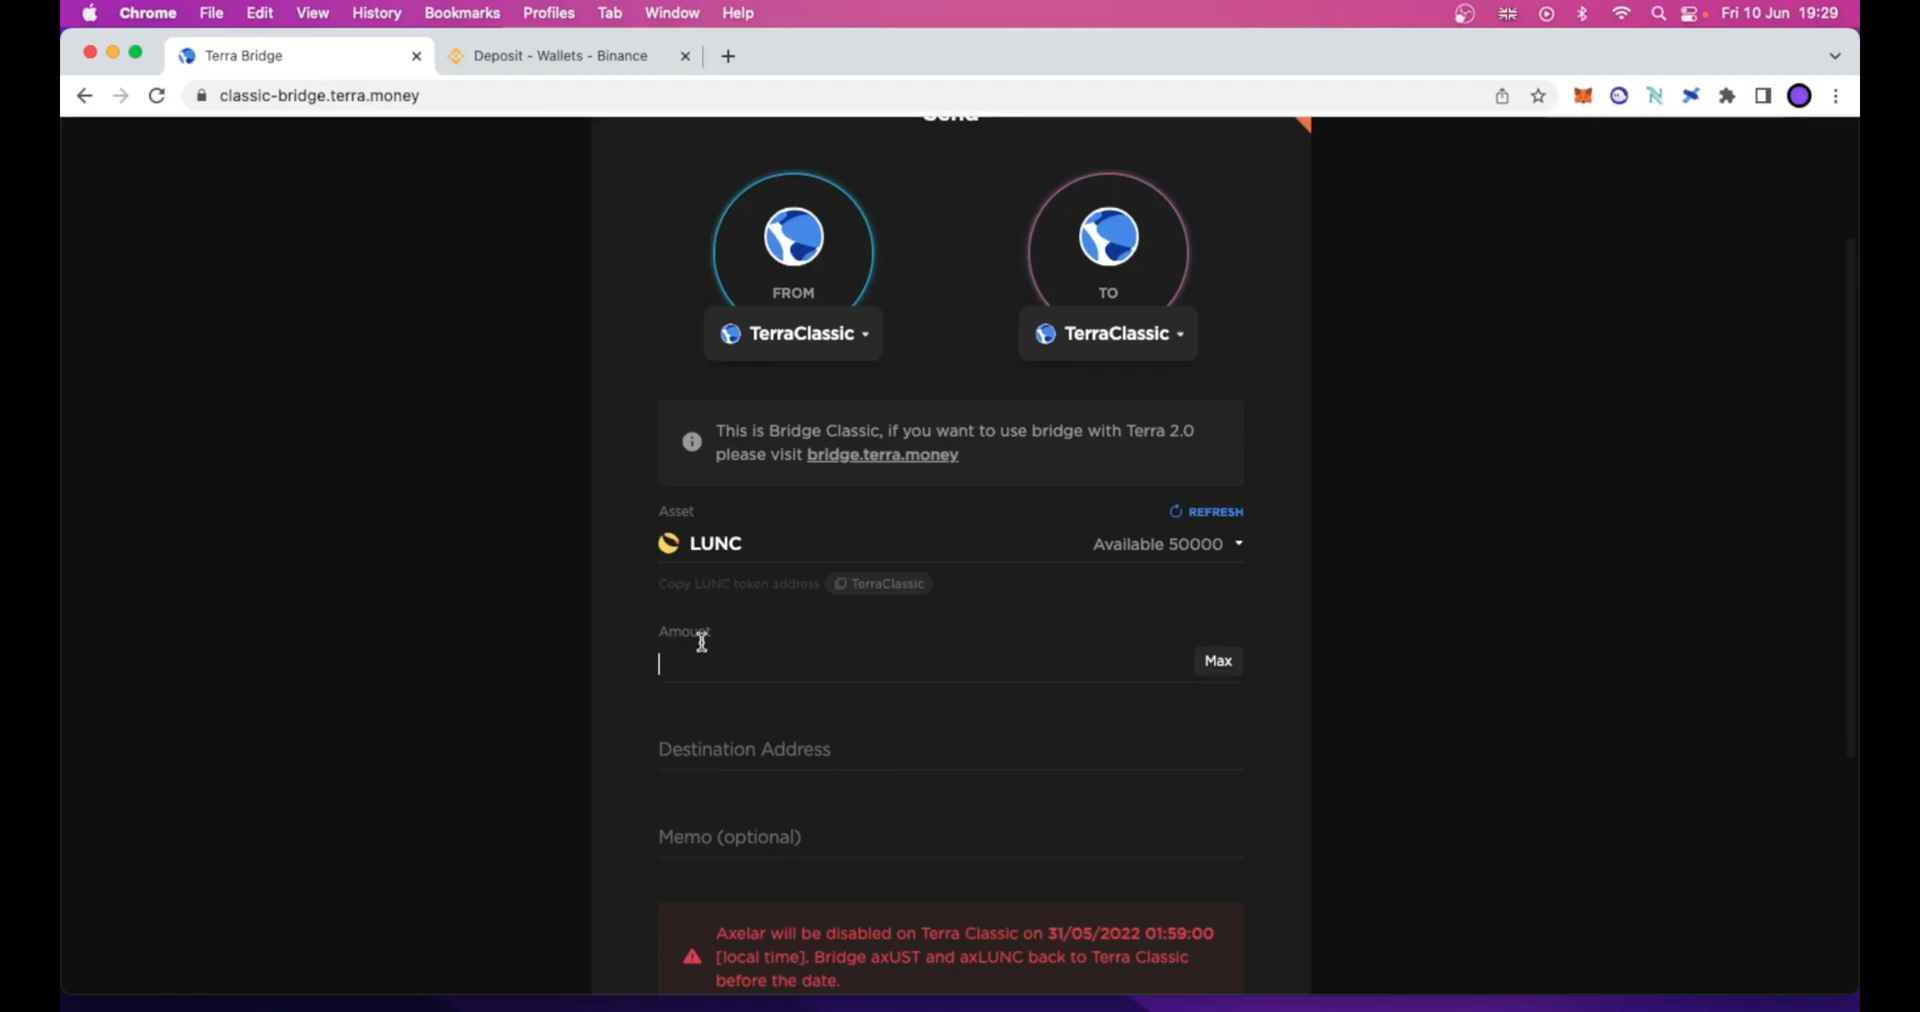 Chrome File Edit View History Bookmarks Profiles Tab Window Help Fri 10 Jun 19:29
Terra Bridge Deposit - Wallets - Binance
classic-bridge.terra.money
Send
FROM TO
TerraClassic TerraClassic
This is Bridge Classic, if you want to use bridge with Terra 2.0
please visit bridge.terra.money
Asset REFRESH
LUNC Available 50000
Copy LUNC token address TerraClassic
Amount
Max
Destination Address
Memo (optional)
Axelar will be disabled on Terra Classic on 31/05/2022 01:59:00
[local time]. Bridge axUST and axLUNC back to Terra Classic
before the date.